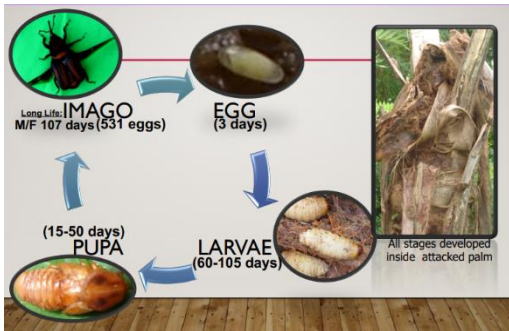 Long Life: IMAGO
M/F 107 days (531 eggs)
EGG
(3 days)
LARVAE
(60-105 days)
(15-50 days)
PUPA
All stages developed
inside attacked palm